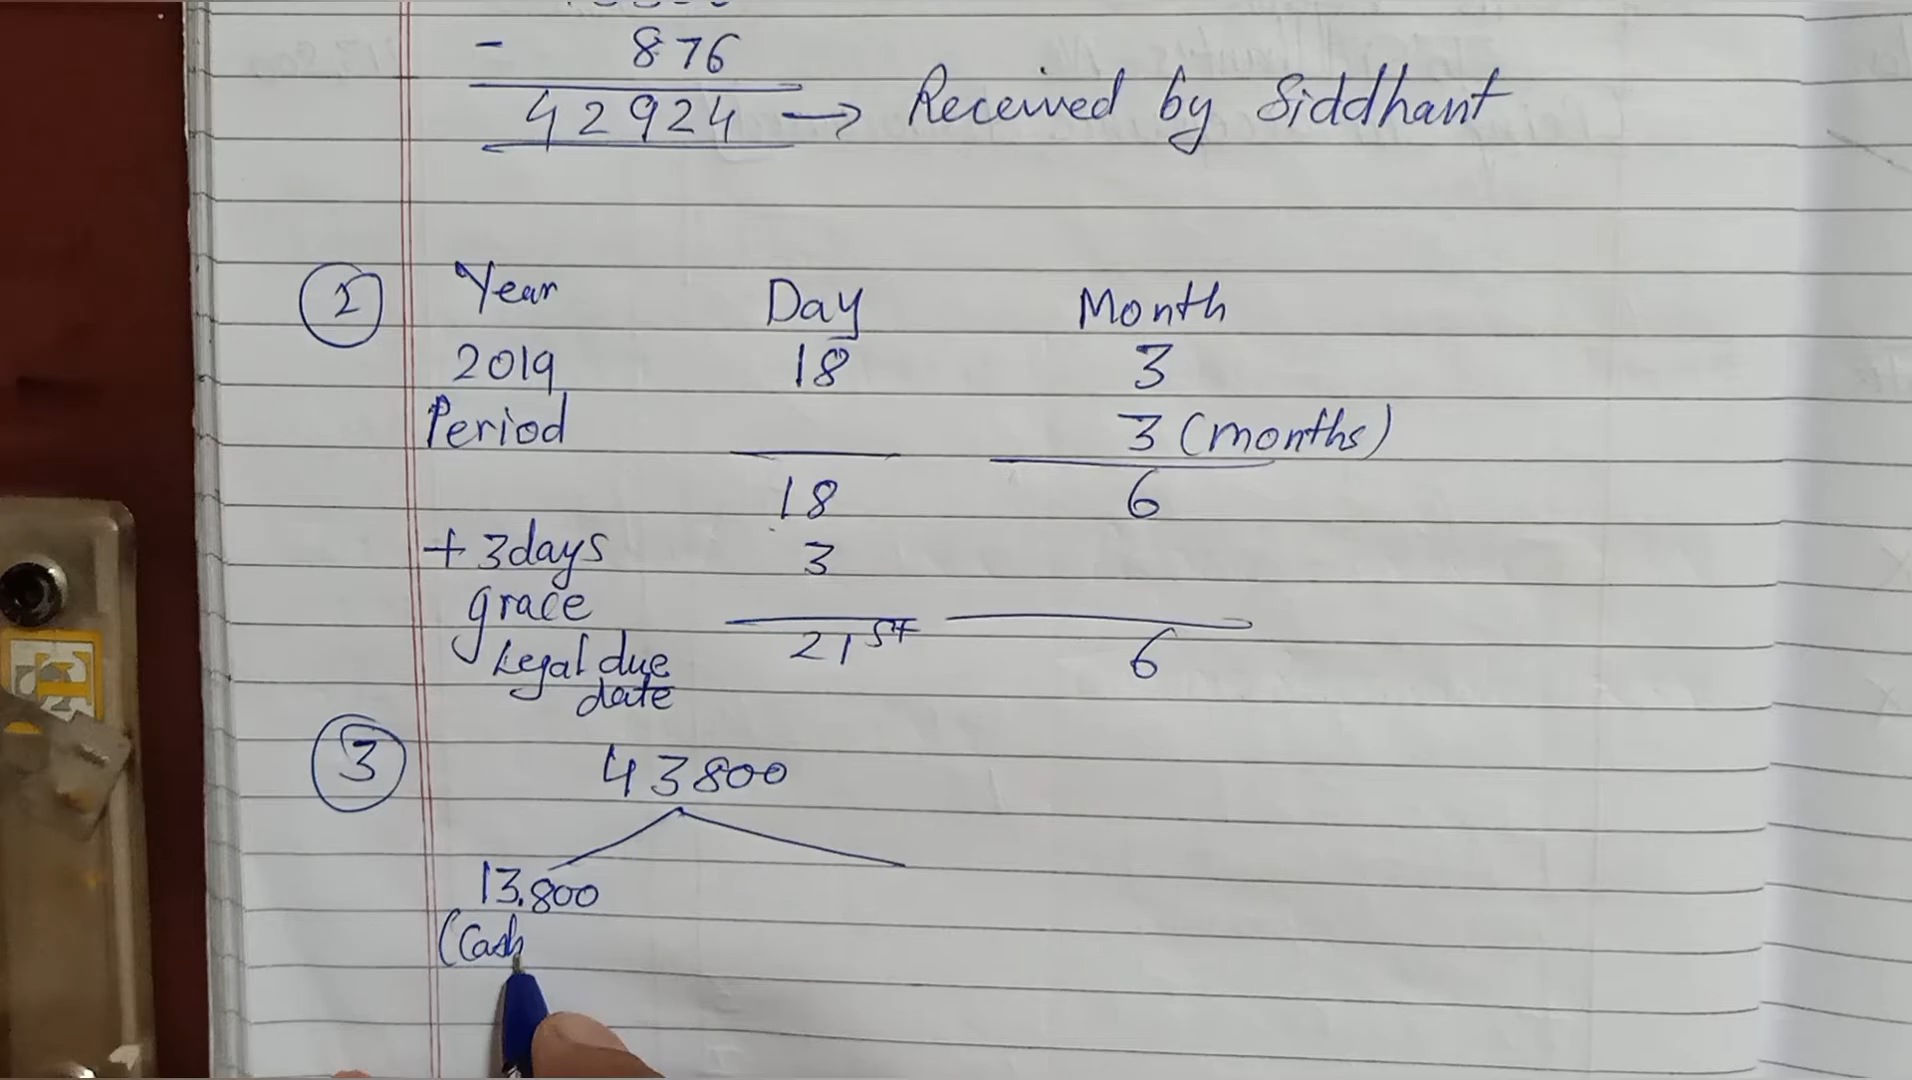 - 876
42924 → Received by Siddhant
2 Year Day Month
2019 18 3
Period 3 (months)
18 6
+ 3days 3
grace
Legal due 21st 6
date
3 43800
13,800
(Cash